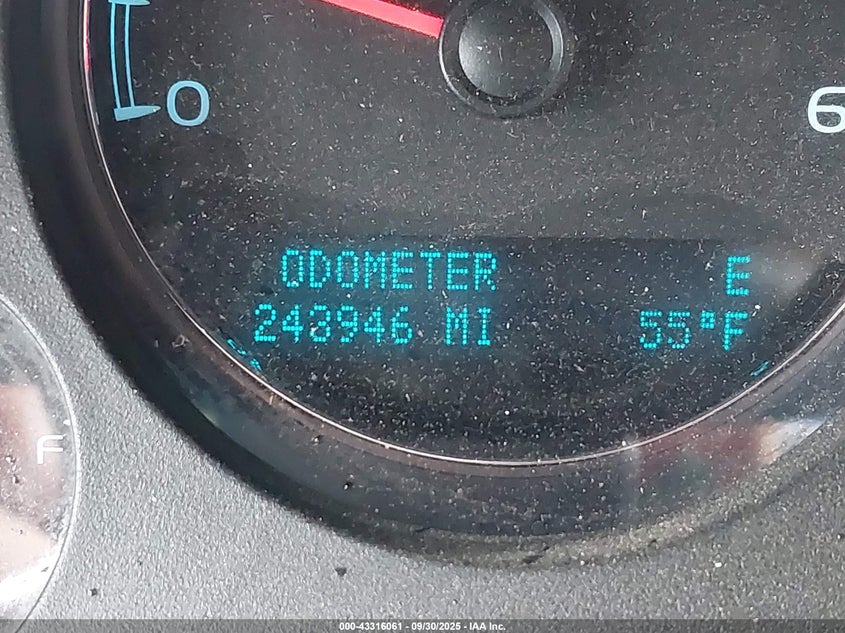 0
6
ODOMETER E
248946 MI 55°F
F
000-43316061 - 09/30/2025 - IAA Inc.